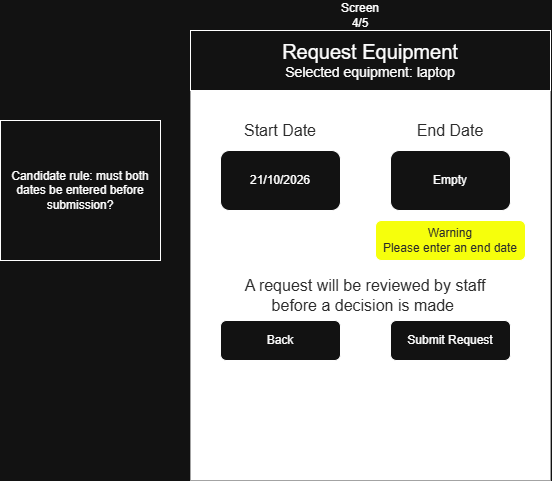 Screen
4/5
Request Equipment
Selected equipment: laptop
Candidate rule: must both
dates be entered before
submission?
Start Date
End Date
21/10/2026
Empty
Warning
Please enter an end date
A request will be reviewed by staff
before a decision is made
Back
Submit Request